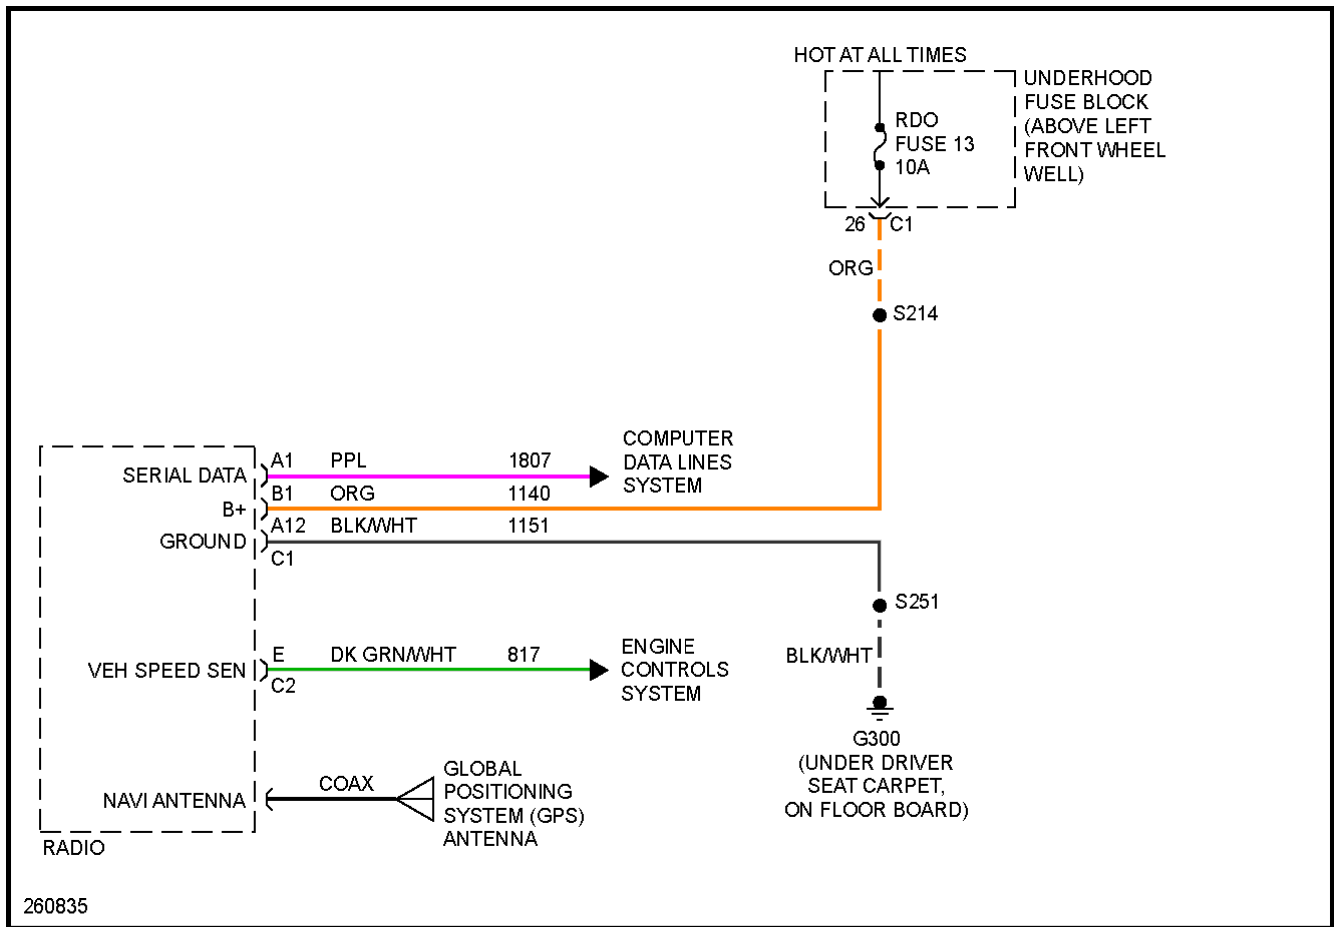 HOT AT ALL TIMES
UNDERHOOD
FUSE BLOCK
(ABOVE LEFT
FRONT WHEEL
WELL)
RDO
FUSE 13
10A
26 C1
ORG
S214
COMPUTER
DATA LINES
SYSTEM
SERIAL DATA A1 PPL 1807
B+ B1 ORG 1140
GROUND A12 BLK/WHT 1151
C1
S251
BLK/WHT
G300
(UNDER DRIVER
SEAT CARPET,
ON FLOOR BOARD)
VEH SPEED SEN E DK GRN/WHT 817
C2
ENGINE
CONTROLS
SYSTEM
NAVI ANTENNA COAX
GLOBAL
POSITIONING
SYSTEM (GPS)
ANTENNA
RADIO
260835